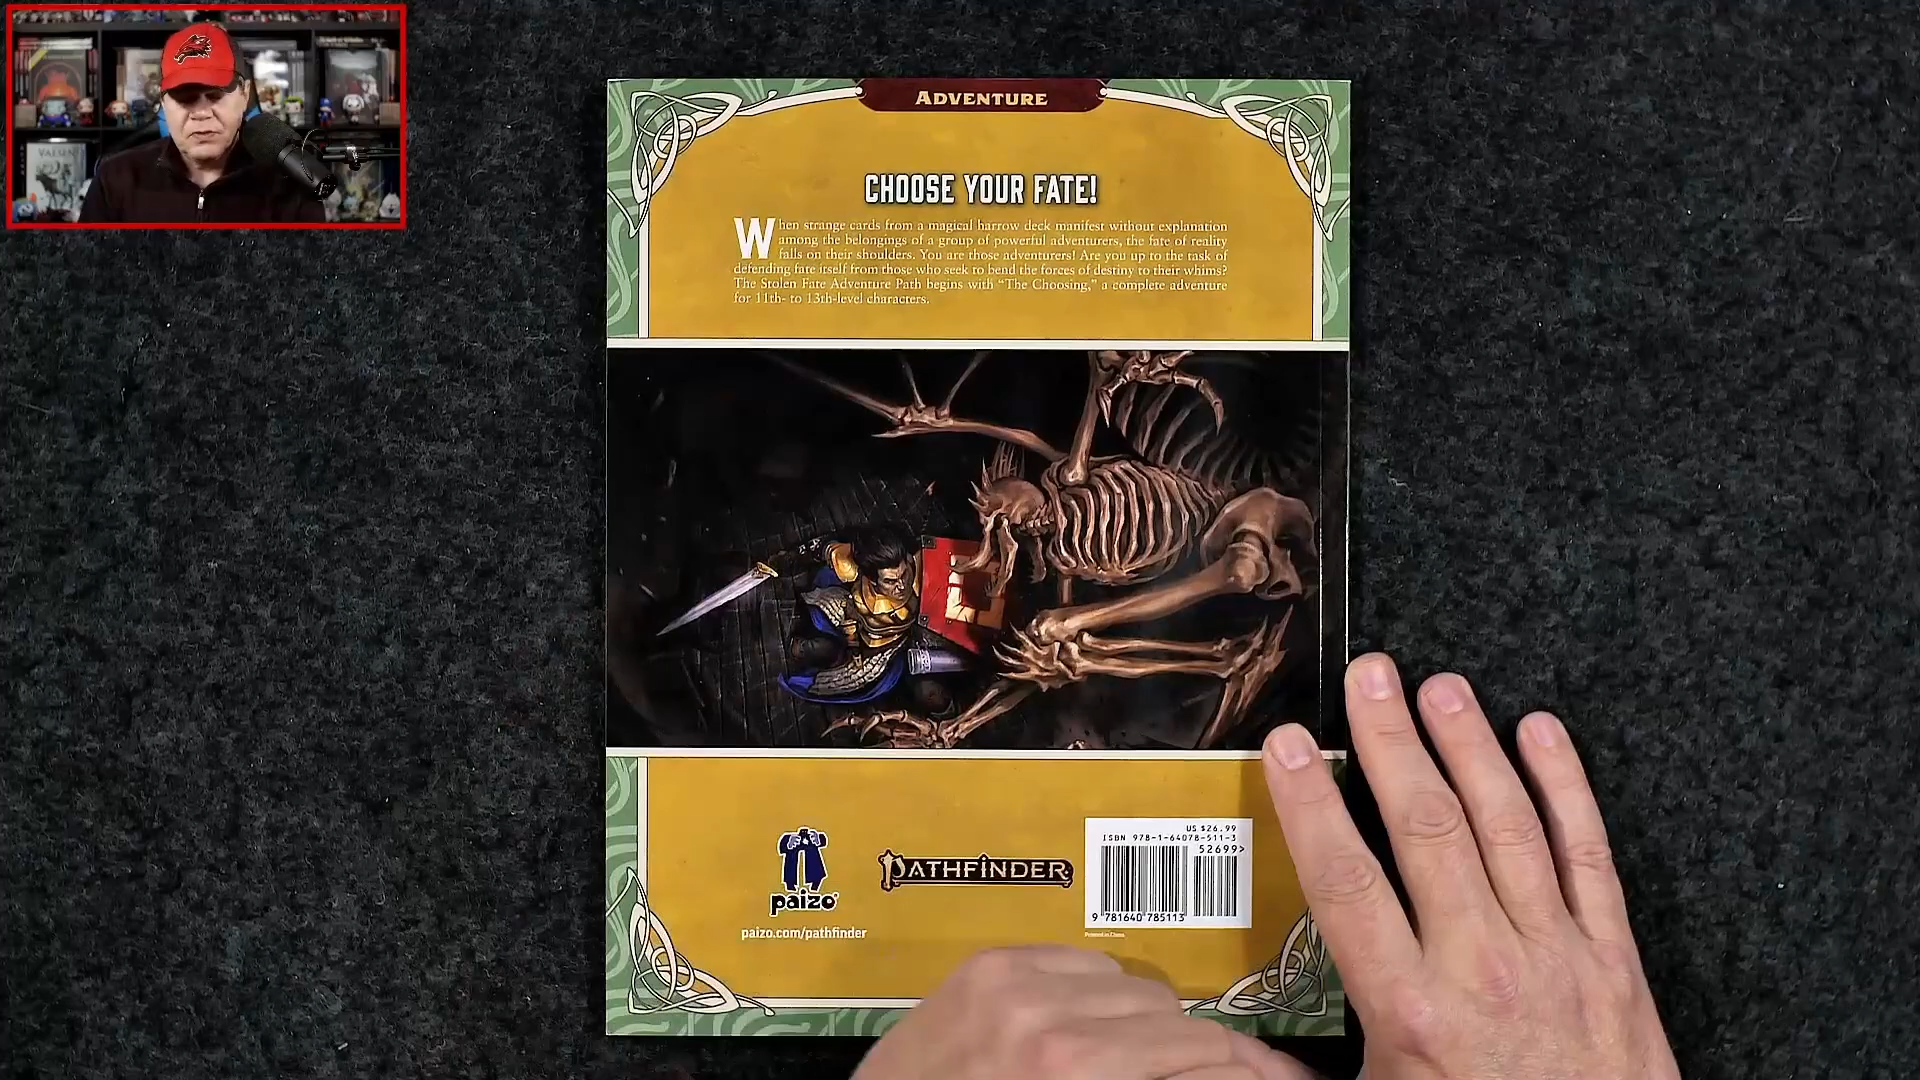 VAESEN
ADVENTURE
CHOOSE YOUR FATE!
When strange cards from a magical harrow deck manifest without explanation
among the belongings of a group of powerful adventurers, the fate of reality
falls on their shoulders. You are those adventurers! Are you up to the task of
defending fate itself from those who seek to bend the forces of destiny to their whims?
The Stolen Fate Adventure Path begins with “The Choosing,” a complete adventure
for 11th- to 13th-level characters.
paizo
paizo.com/pathfinder
PATHFINDER
US $26.99
ISBN 978-1-64078-511-3
52699>
9 781640 785113
Printed in China.